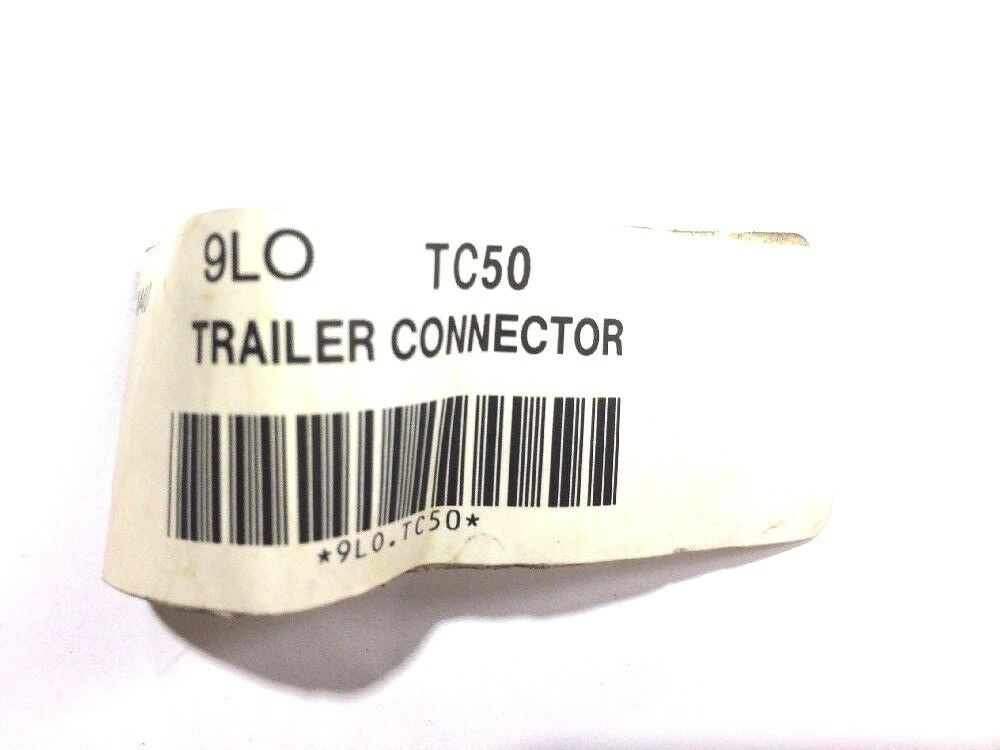 9LO TC50
TRAILER CONNECTOR
*9LO.TC50*